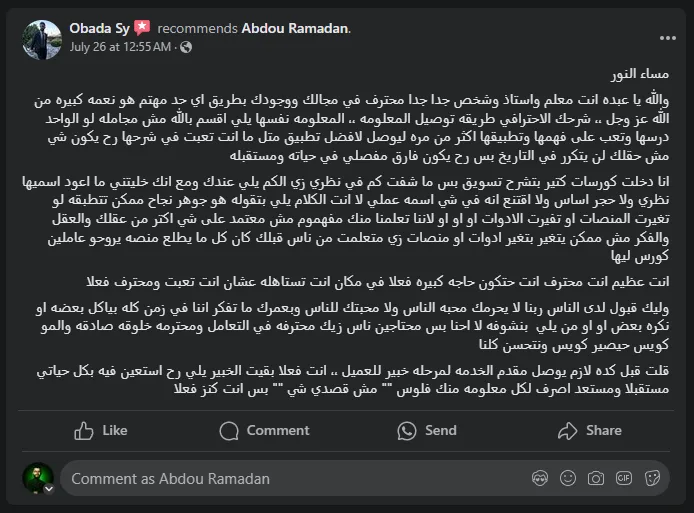 Obada Sy recommends Abdou Ramadan.
July 26 at 12:55 AM
مساء النور
والله يا عبده انت معلم واستاذ وشخص جدا جدا محترف في مجالك ووجودك بطريق اي حد مهتم هو نعمه كبيره من
الله عز وجل ,, شرحك الاحترافي طريقه توصيل المعلومه ,, المعلومه نفسها يلي اقسم بالله مش مجامله لو الواحد
درسها وتعب على فهمها وتطبيقها اكثر من مره ليوصل لافضل تطبيق متل ما انت تعبت في شرحها رح يكون شي
مش حقلك لن يتكرر في التاريخ بس رح يكون فارق مفصلي في حياته ومستقبله
انا دخلت كورسات كتير بتشرح تسويق بس ما شفت كم في نظري زي الكم يلي عندك ومع انك خليتني ما اعود اسميها
نظري ولا حجر اساس ولا اقتنع انه في شي اسمه عملي لا انت الكلام يلي بتقوله هو جوهر نجاح ممكن تتطبقه لو
تغيرت المنصات او تغيرت الادوات او او او لاننا تعلمنا منك مفهموم مش معتمد على شي اكتر من عقلك والعقل
والفكر مش ممكن يتغير بتغير ادوات او منصات زي متعلمت من ناس قبلك كان كل ما يطلع منصه يروحو عاملين
كورس ليها
انت عظيم انت محترف انت حتكون حاجه كبيره فعلا في مكان انت تستاهله عشان انت تعبت ومحترف فعلا
وليك قبول لدى الناس ربنا لا يحرمك محبه الناس ولا محبتك للناس وبعمرك ما تفكر اننا في زمن كله بياكل بعضه او
نكره بعض او او من يلي بنشوفه لا احنا بس محتاجين ناس زيك محترفه في التعامل ومحترمه خلوقه صادقه والمو
كويس حيصير كويس ونتحسن كلنا
قلت قبل كده لازم يوصل مقدم الخدمه لمرحله خبير للعميل ,, انت فعلا بقيت الخبير يلي رح استعين فيه بكل حياتي
مستقبلا ومستعد اصرف لكل معلومه منك فلوس "" مش قصدي شي "" بس انت كنز فعلا
Like Comment Send Share
Comment as Abdou Ramadan
GIF